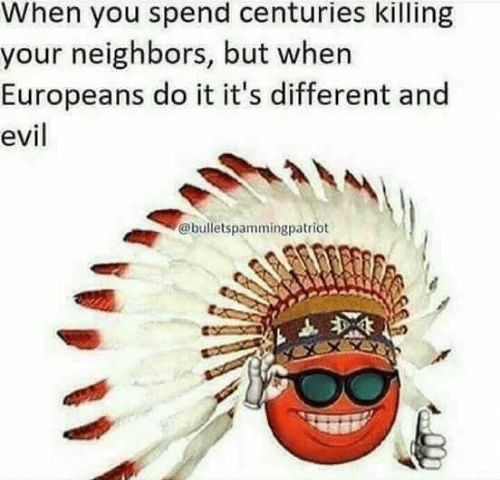 When you spend centuries killing
your neighbors, but when
Europeans do it it's different and
evil
@bulletspammingpatriot